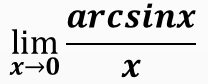 lim x→0 arcsinx / x